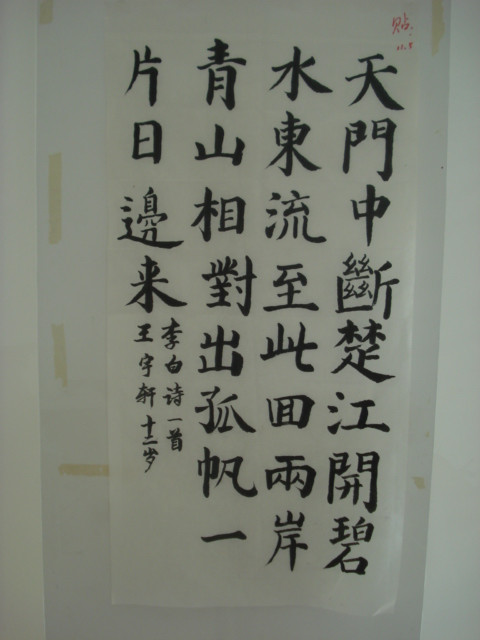 天門中斷楚江開碧
水東流至此回兩岸
青山相對出孤帆一
片日邊来
李白诗一首
王宇轩十二岁
贴